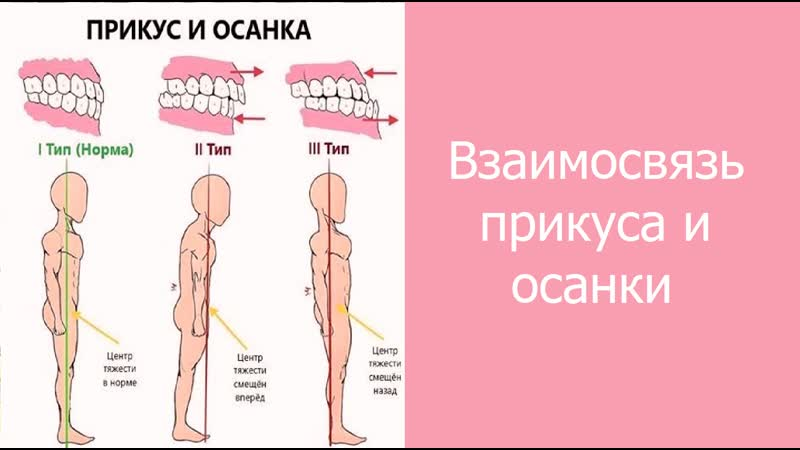 ПРИКУС И ОСАНКА
I Тип (Норма)
II Тип
III Тип
Центр
тяжести
в норме
Центр
тяжести
смещён
вперёд
Центр
тяжести
смещён
назад
Взаимосвязь
прикуса и
осанки